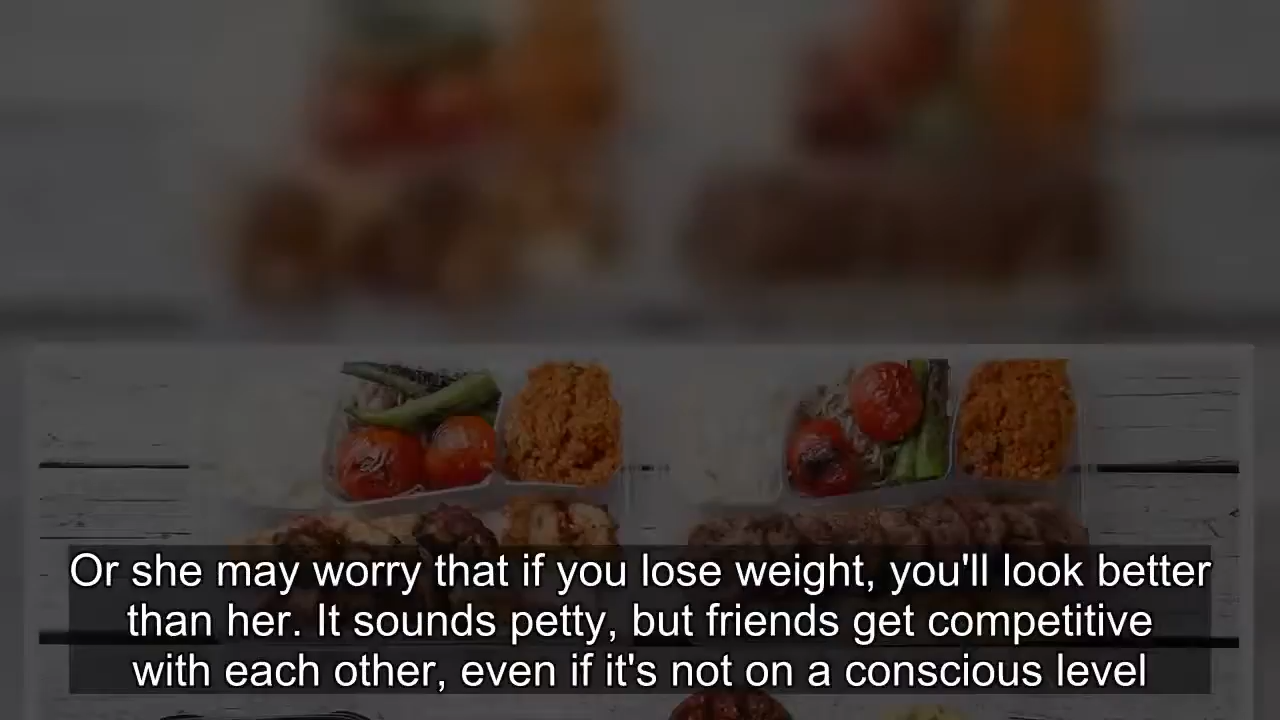 Or she may worry that if you lose weight, you'll look better
than her. It sounds petty, but friends get competitive
with each other, even if it's not on a conscious level